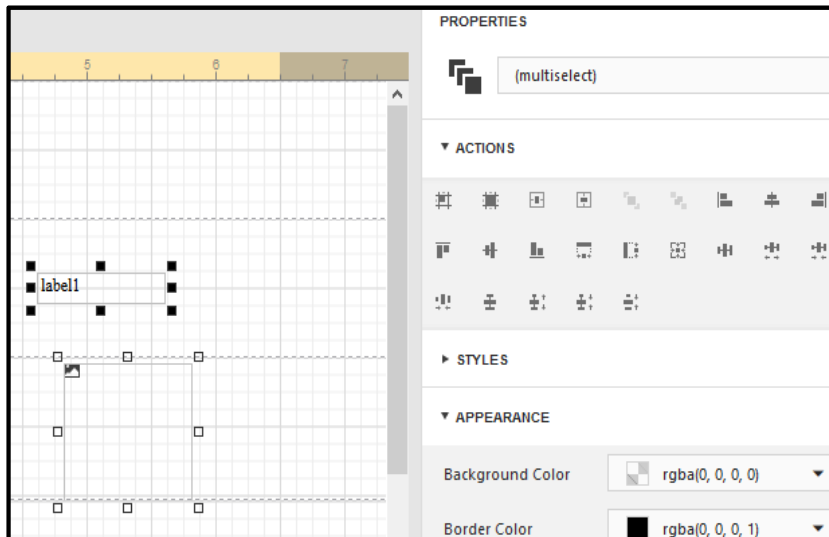 PROPERTIES
5 6 7
(multiselect)
ACTIONS
label1
STYLES
APPEARANCE
Background Color rgba(0, 0, 0, 0)
Border Color rgba(0, 0, 0, 1)